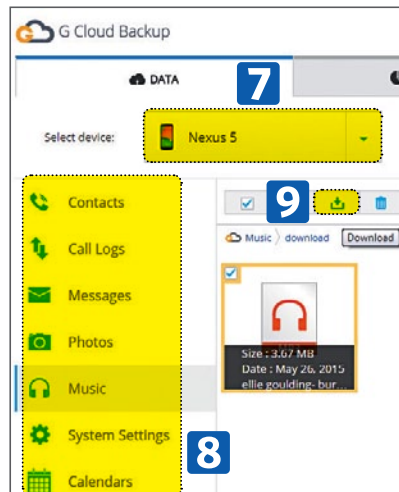 G Cloud Backup
DATA
7
Select device:
Nexus 5
9
Contacts
Call Logs
Messages
Photos
Music
System Settings
Calendars
8
Music
download
Download
Size : 3.67 MB
Date : May 26, 2015
ellie goulding- bur...